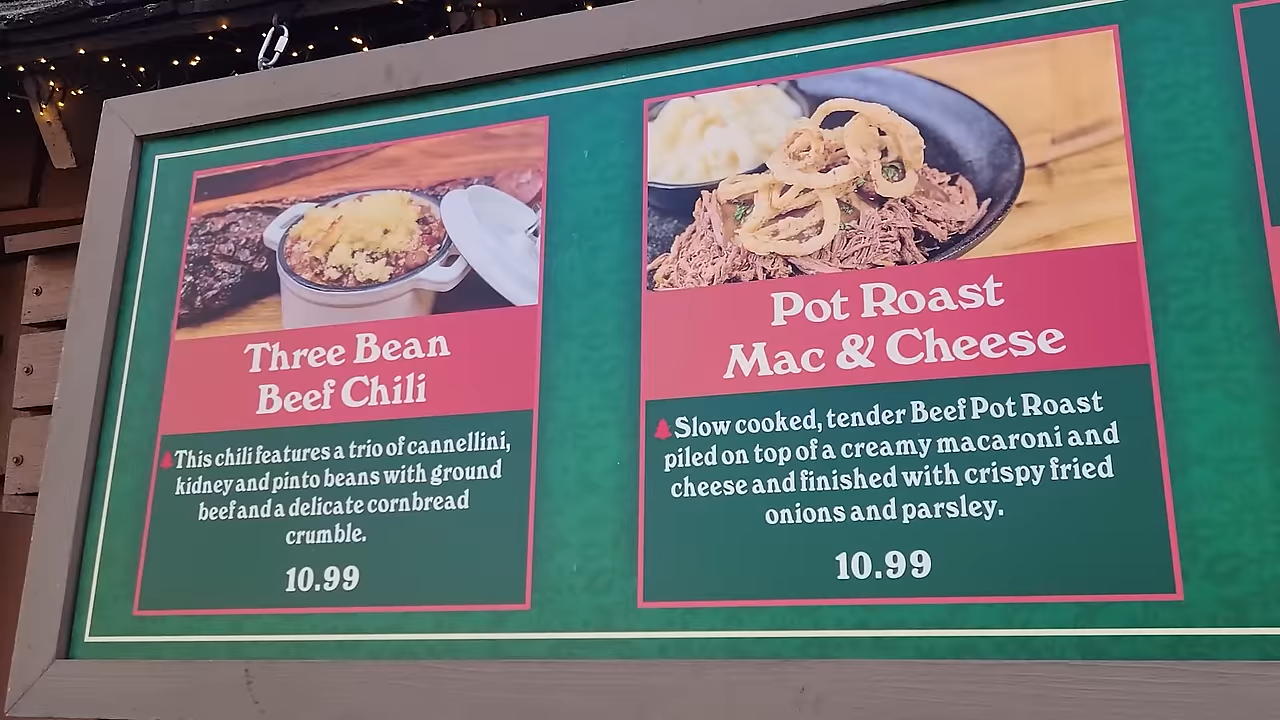 Three Bean
Beef Chili
This chili features a trio of cannellini,
kidney and pinto beans with ground
beef and a delicate cornbread
crumble.
10.99
Pot Roast
Mac & Cheese
Slow cooked, tender Beef Pot Roast
piled on top of a creamy macaroni and
cheese and finished with crispy fried
onions and parsley.
10.99